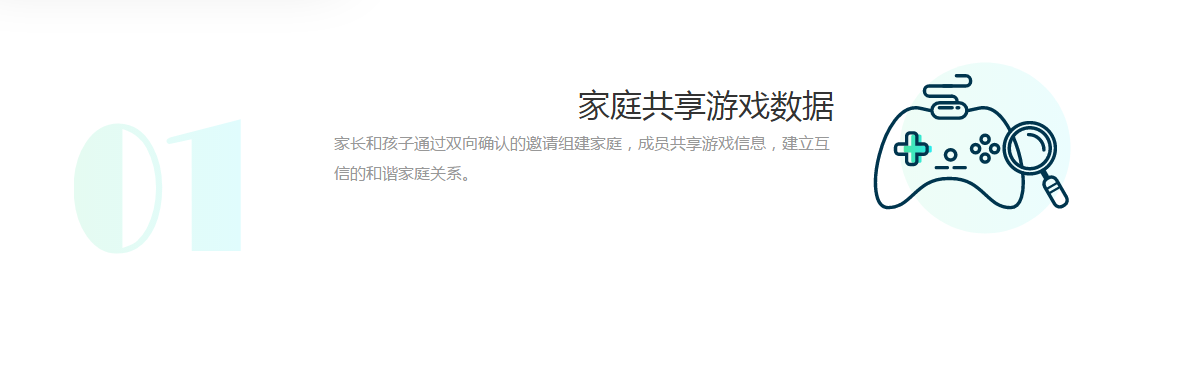 01
家庭共享游戏数据
家长和孩子通过双向确认的邀请组建家庭，成员共享游戏信息，建立互
信的和谐家庭关系。